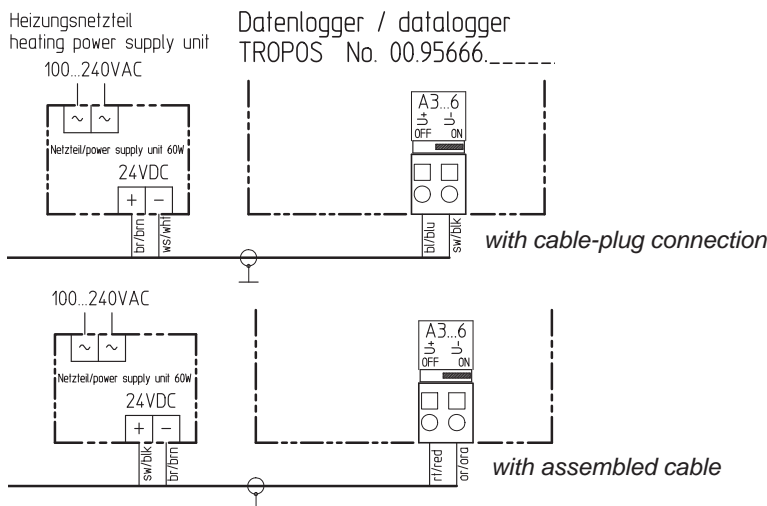 Heizungsnetzteil
heating power supply unit
Datenlogger / datalogger
TROPOS No. 00.95666._____
100...240VAC
~ ~
Netzteil/power supply unit 60W
24VDC
+ −
br/brn
ws/wht
A3...6
U+ U-
OFF ON
bl/blu
sw/blk
with cable-plug connection
100...240VAC
~ ~
Netzteil/power supply unit 60W
24VDC
+ −
sw/blk
br/brn
A3...6
U+ U-
OFF ON
rt/red
or/ora
with assembled cable